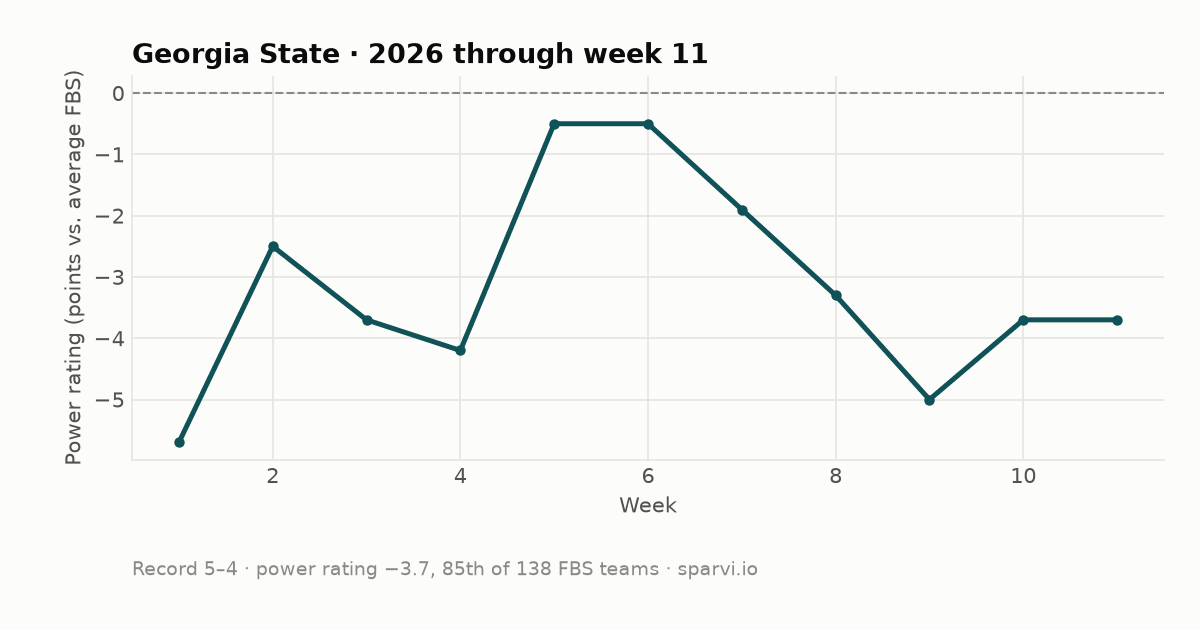 Georgia State · 2026 through week 11
Power rating (points vs. average FBS)
0
−1
−2
−3
−4
−5
2 4 6 8 10
Week
Record 5–4 · power rating −3.7, 85th of 138 FBS teams · sparvi.io